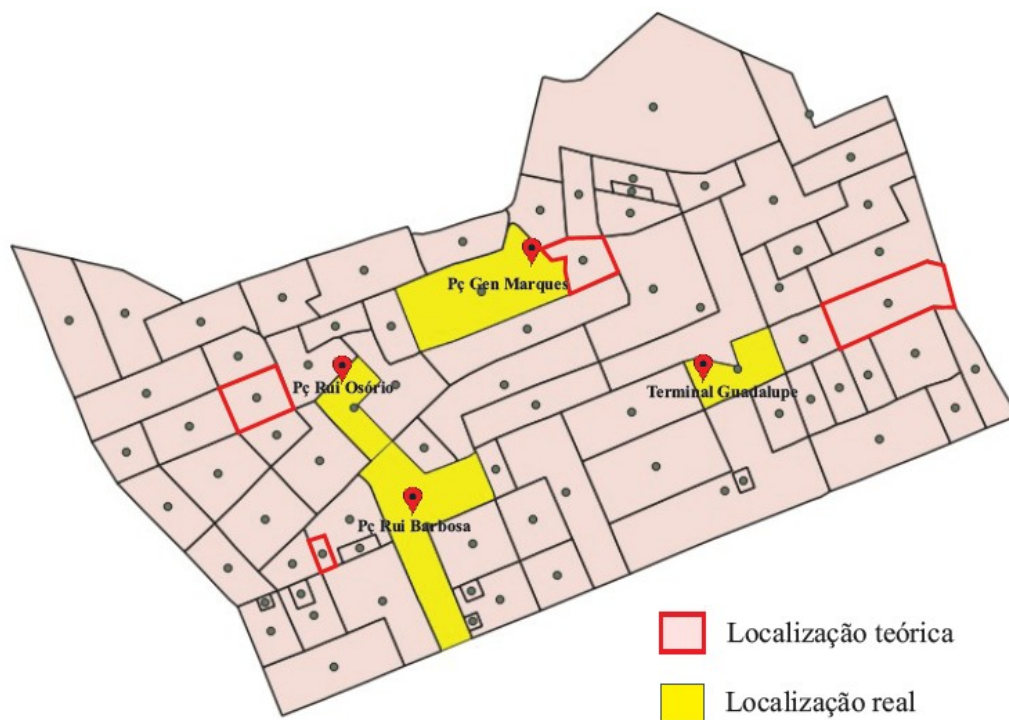 Pç Gen Marques
Pç Rui Osório
Terminal Guadalupe
Pç Rui Barbosa
Localização teórica
Localização real